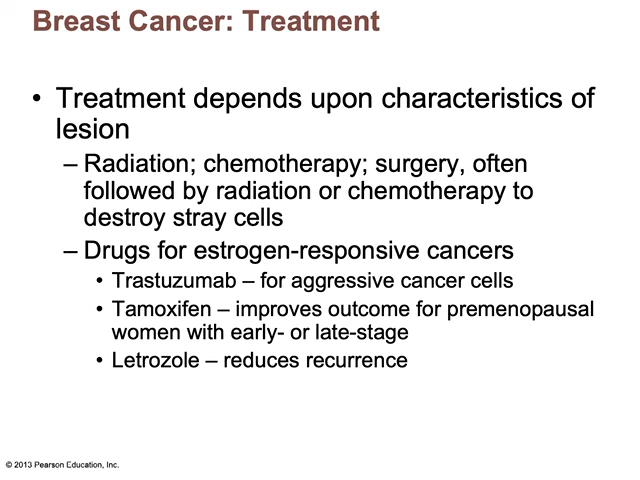 Breast Cancer: Treatment
• Treatment depends upon characteristics of
lesion
– Radiation; chemotherapy; surgery, often
followed by radiation or chemotherapy to
destroy stray cells
– Drugs for estrogen-responsive cancers
• Trastuzumab – for aggressive cancer cells
• Tamoxifen – improves outcome for premenopausal
women with early- or late-stage
• Letrozole – reduces recurrence
© 2013 Pearson Education, Inc.